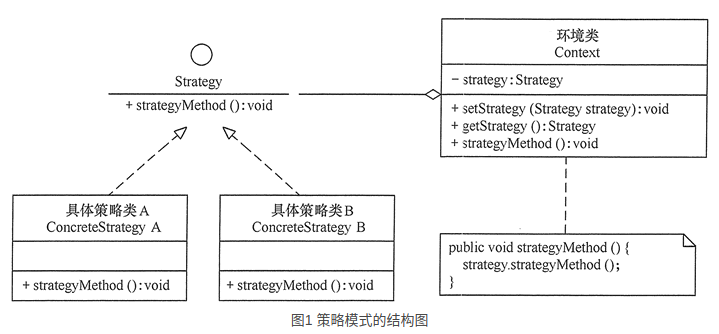 Strategy
+ strategyMethod ():void
环境类
Context
- strategy:Strategy
+ setStrategy (Strategy strategy):void
+ getStrategy ():Strategy
+ strategyMethod ():void
具体策略类A
ConcreteStrategy A
+ strategyMethod ():void
具体策略类B
ConcreteStrategy B
+ strategyMethod ():void
public void strategyMethod () {
strategy.strategyMethod ();
}
图1 策略模式的结构图